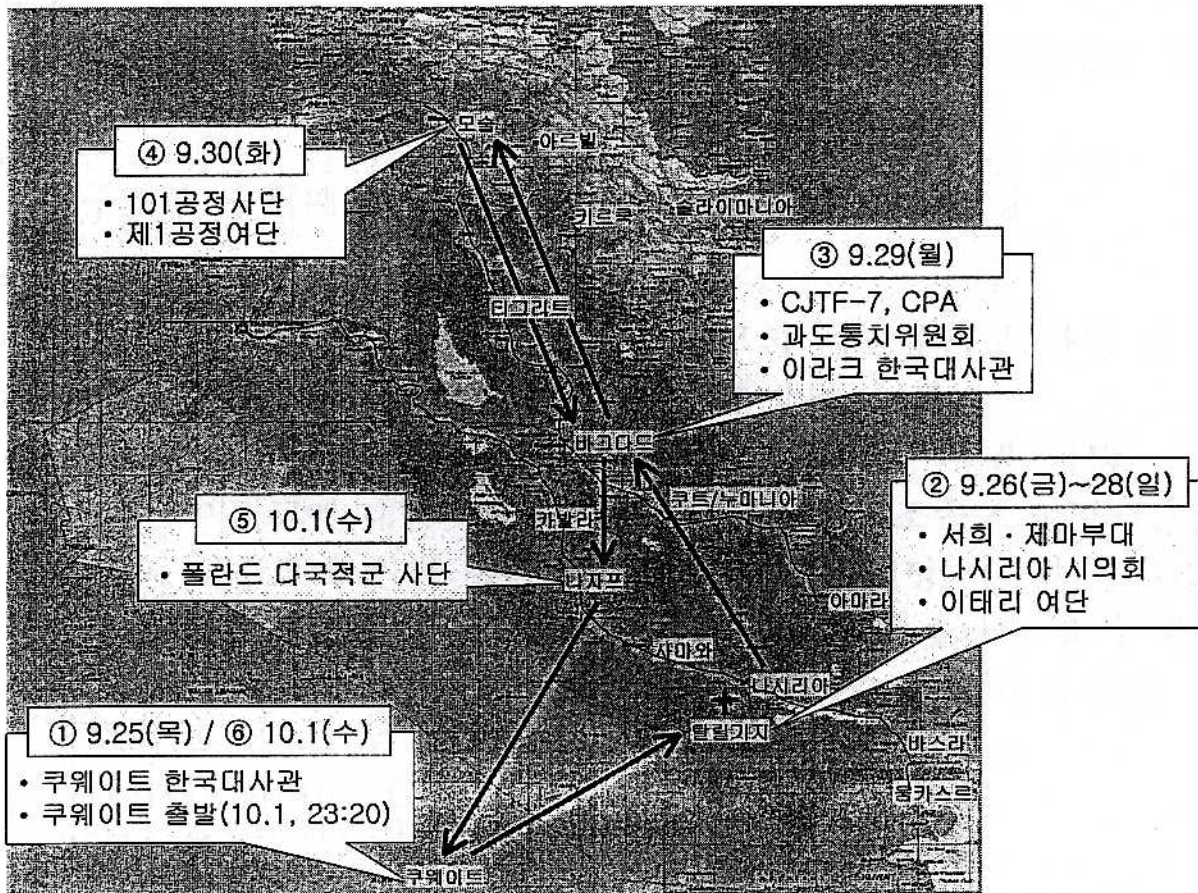 모술
아르빌
④ 9.30(화)
• 101공정사단
• 제1공정여단
키르쿡
슬라이마니아
③ 9.29(월)
• CJTF-7, CPA
• 과도통치위원회
• 이라크 한국대사관
티그리트
바그다드
② 9.26(금)~28(일)
• 서희 · 제마부대
• 나시리아 시의회
• 이태리 여단
쿠트/누마니아
⑤ 10.1(수)
• 폴란드 다국적군 사단
카발라
나자프
아마라
사마와
나시리아
탈릴기지
① 9.25(목) / ⑥ 10.1(수)
• 쿠웨이트 한국대사관
• 쿠웨이트 출발(10.1, 23:20)
바스라
움카스르
쿠웨이트